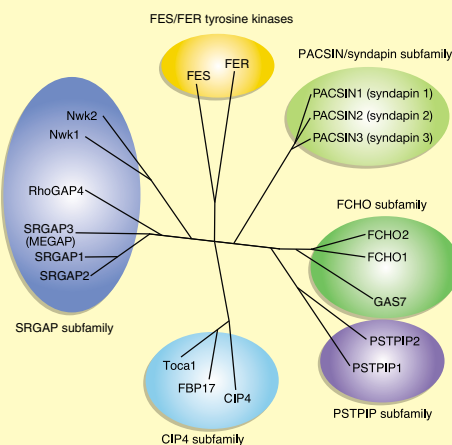 FES/FER tyrosine kinases
FES
FER
PACSIN/syndapin subfamily
PACSIN1 (syndapin 1)
PACSIN2 (syndapin 2)
PACSIN3 (syndapin 3)
Nwk2
Nwk1
RhoGAP4
SRGAP3
(MEGAP)
SRGAP1
SRGAP2
SRGAP subfamily
FCHO subfamily
FCHO2
FCHO1
GAS7
PSTPIP2
PSTPIP1
PSTPIP subfamily
Toca1
FBP17
CIP4
CIP4 subfamily